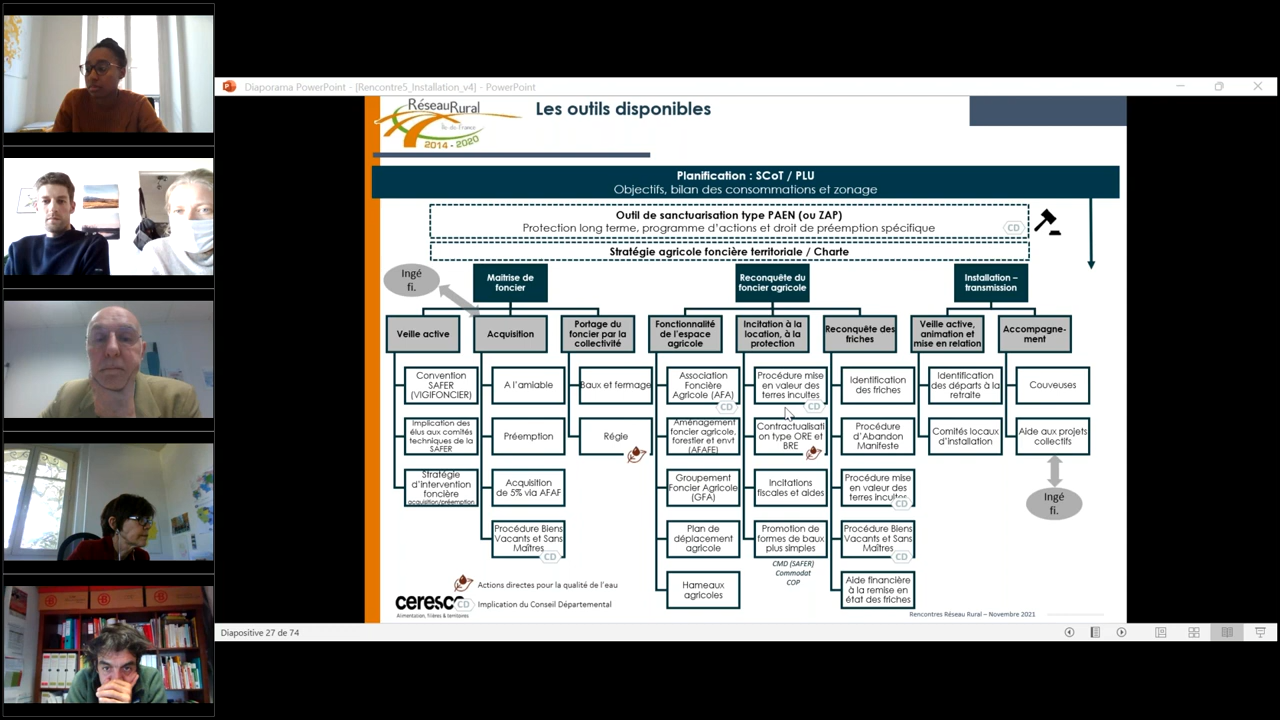 Diaporama PowerPoint - [Rencontre5_Installation_v4] - PowerPoint
RéseauRural
Île de France
2014 - 2020
Les outils disponibles
Planification : SCoT / PLU
Objectifs, bilan des consommations et zonage
Outil de sanctuarisation type PAEN (ou ZAP)
Protection long terme, programme d'actions et droit de préemption spécifique
CD
Stratégie agricole foncière territoriale / Charte
Ingé
fi.
Maitrise de
foncier
Reconquête du
foncier agricole
Installation –
transmission
Veille active
Acquisition
Portage du
foncier par la
collectivité
Fonctionnalité
de l'espace
agricole
Incitation à la
location, à la
protection
Reconquête des
friches
Veille active,
animation et
mise en relation
Accompagne-
ment
Convention
SAFER
(VIGIFONCIER)
Implication des
élus aux comités
techniques de la
SAFER
Stratégie
d'intervention
foncière
acquisition/préemption
A l'amiable
Préemption
Acquisition
de 5% via AFAF
Procédure Biens
Vacants et Sans
Maîtres
CD
Baux et fermage
Régie
Association
Foncière
Agricole (AFA)
CD
Aménagement
foncier agricole,
forestier et envt
(AFAFE)
Groupement
Foncier Agricole
(GFA)
Plan de
déplacement
agricole
Hameaux
agricoles
Procédure mise
en valeur des
terres incultes
CD
Contractualisati
on type ORE et
BRE
Incitations
fiscales et aides
Promotion de
formes de baux
plus simples
CMD (SAFER)
Commodat
COP
Identification
des friches
Procédure
d'Abandon
Manifeste
Procédure mise
en valeur des
terres incultes
CD
Procédure Biens
Vacants et Sans
Maîtres
CD
Aide financière
à la remise en
état des friches
Identification
des départs à la
retraite
Comités locaux
d'installation
Couveuses
Aide aux projets
collectifs
Ingé
fi.
Actions directes pour la qualité de l'eau
CD
Implication du Conseil Départemental
ceresco
Alimentation, filières & territoires
Rencontres Réseau Rural – Novembre 2021
Diapositive 27 de 74